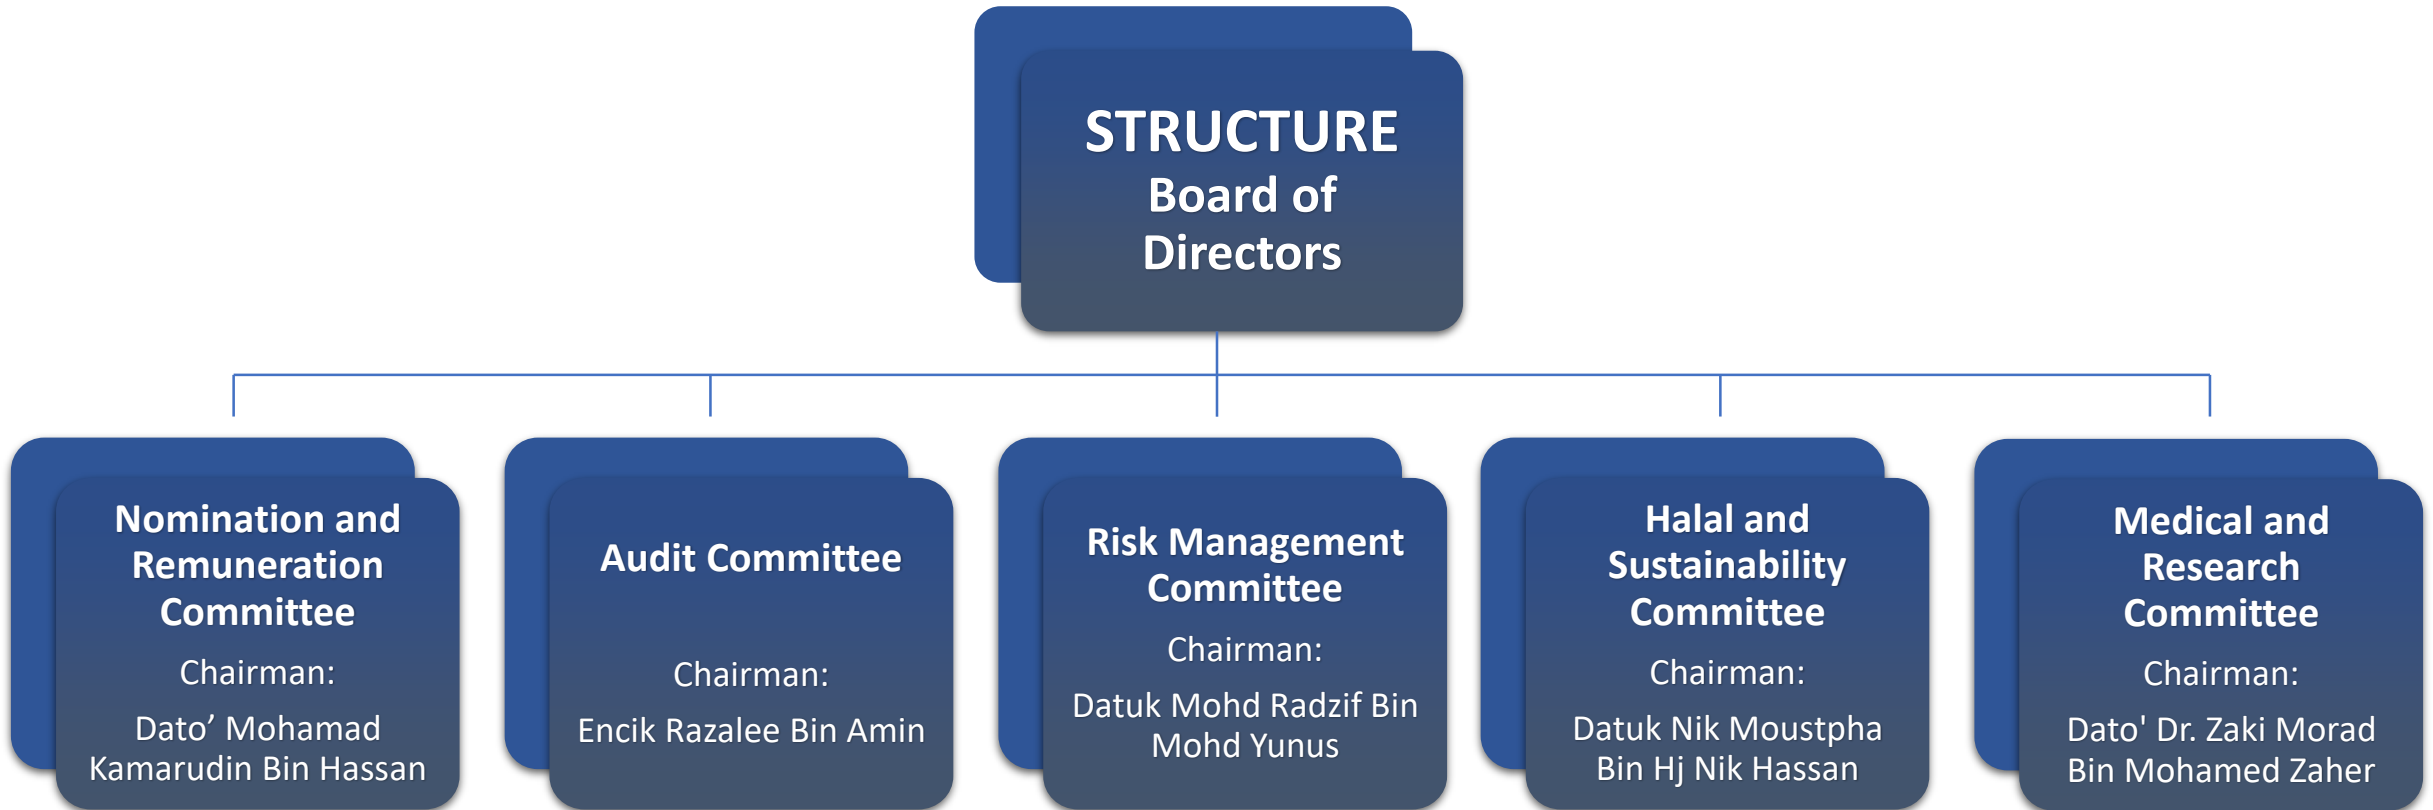 STRUCTURE
Board of
Directors
Nomination and
Remuneration
Committee
Chairman:
Dato’ Mohamad
Kamarudin Bin Hassan
Audit Committee
Chairman:
Encik Razalee Bin Amin
Risk Management
Committee
Chairman:
Datuk Mohd Radzif Bin
Mohd Yunus
Halal and
Sustainability
Committee
Chairman:
Datuk Nik Moustpha
Bin Hj Nik Hassan
Medical and
Research
Committee
Chairman:
Dato' Dr. Zaki Morad
Bin Mohamed Zaher